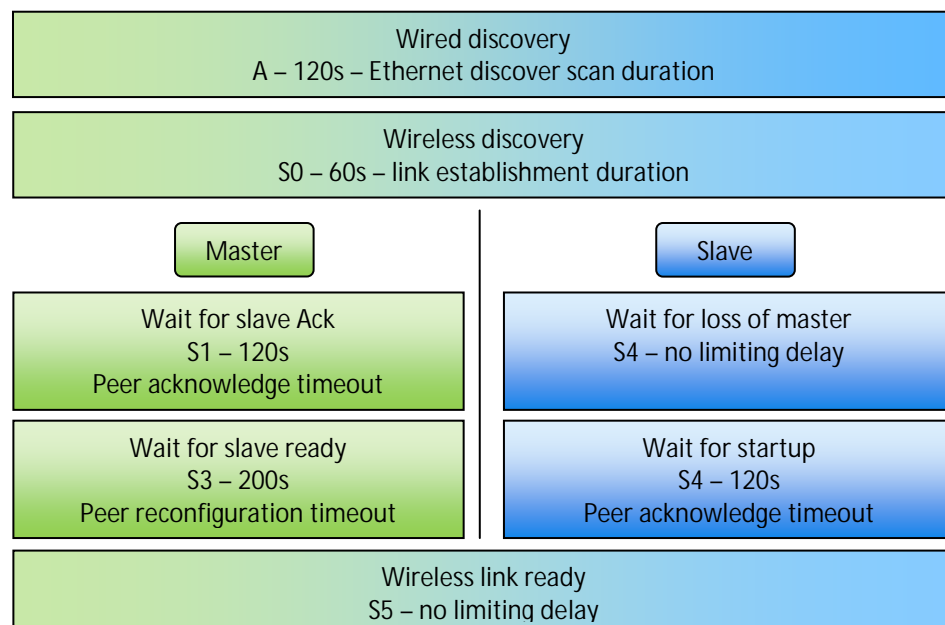 Wired discovery
A – 120s – Ethernet discover scan duration
Wireless discovery
S0 – 60s – link establishment duration
Master
Slave
Wait for slave Ack
S1 – 120s
Peer acknowledge timeout
Wait for loss of master
S4 – no limiting delay
Wait for slave ready
S3 – 200s
Peer reconfiguration timeout
Wait for startup
S4 – 120s
Peer acknowledge timeout
Wireless link ready
S5 – no limiting delay